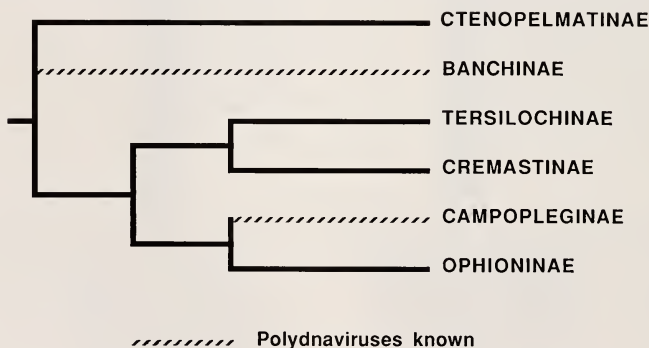 CTENOPELMATINAE
BANCHINAE
TERSILOCHINAE
CREMASTINAE
CAMPOPLEGINAE
OPHIONINAE
Polydnaviruses known